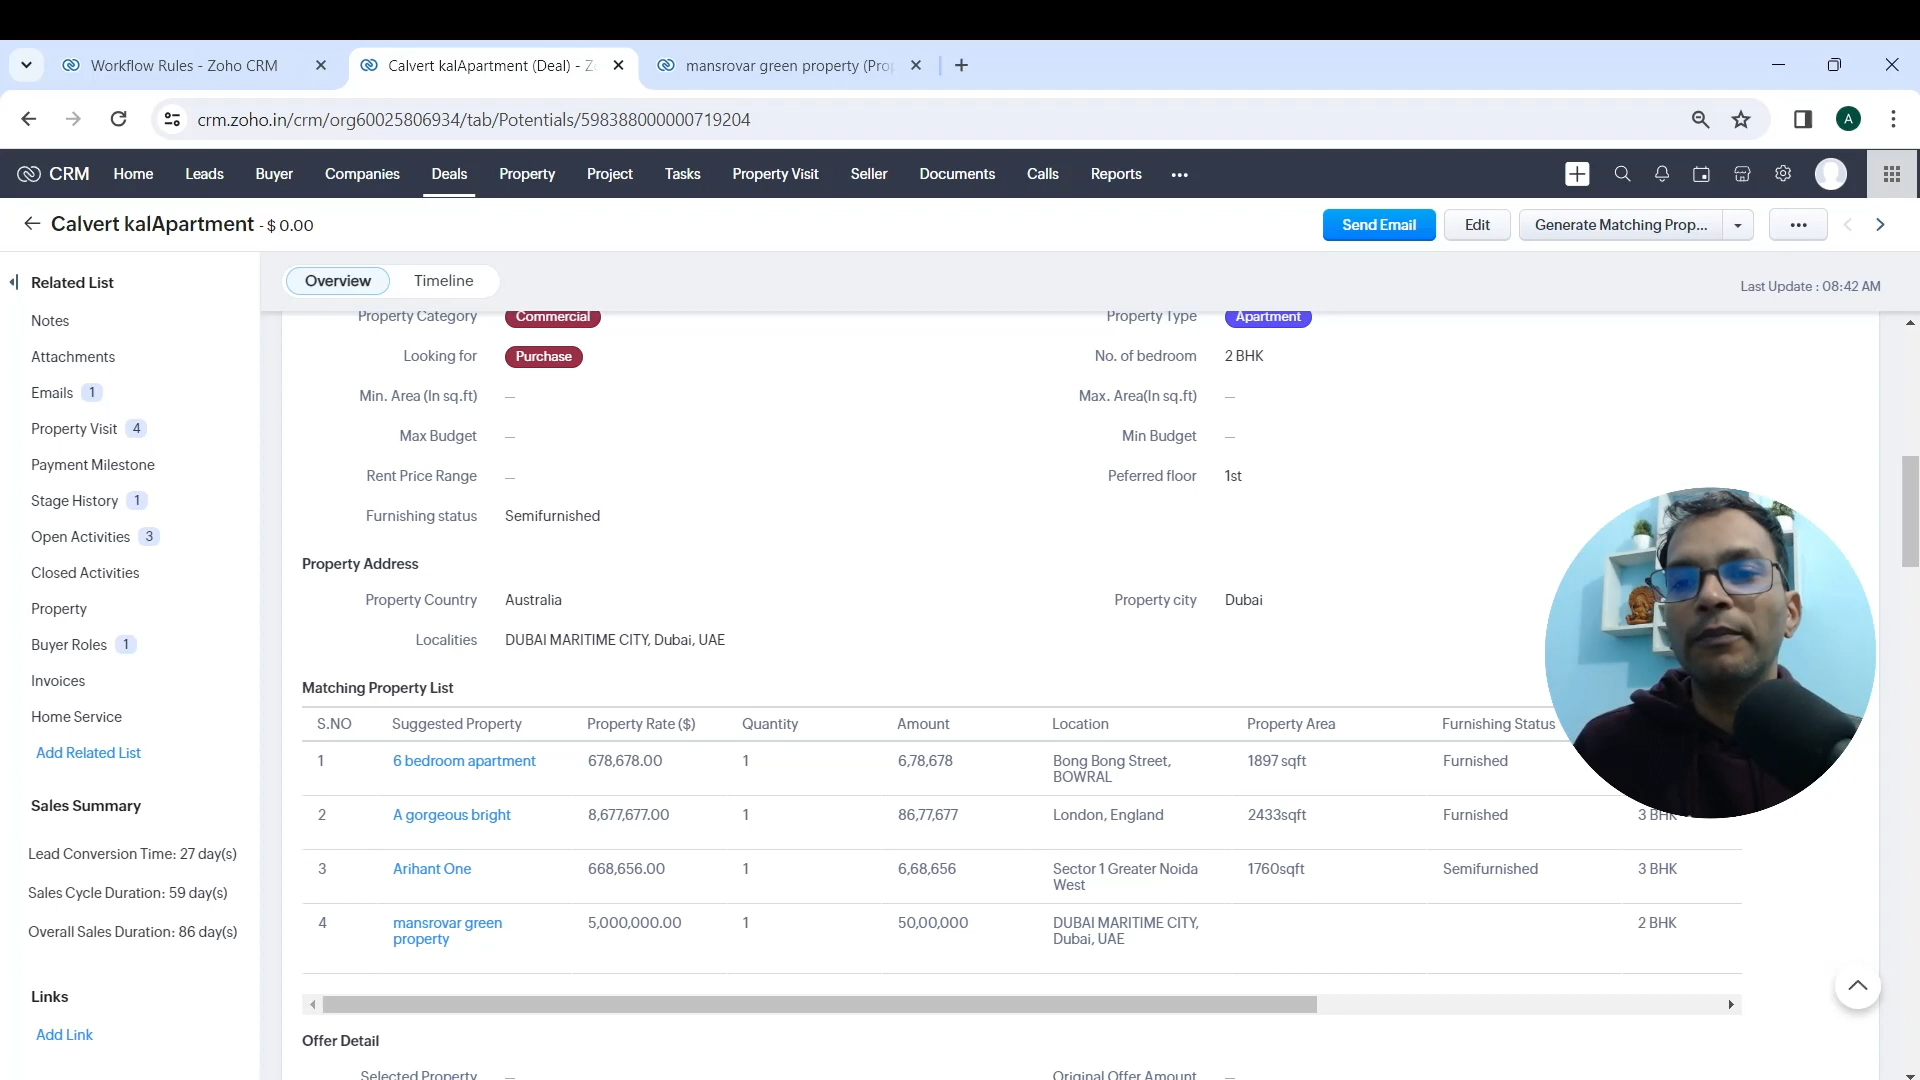 Workflow Rules - Zoho CRM
Calvert kalApartment (Deal) - Z
mansrovar green property (Prop
crm.zoho.in/crm/org60025806934/tab/Potentials/598388000000719204
A
CRM Home Leads Buyer Companies Deals Property Project Tasks Property Visit Seller Documents Calls Reports
Calvert kalApartment - $ 0.00
Send Email Edit Generate Matching Prop...
Related List
Notes
Attachments
Emails 1
Property Visit 4
Payment Milestone
Stage History 1
Open Activities 3
Closed Activities
Property
Buyer Roles 1
Invoices
Home Service
Add Related List
Sales Summary
Lead Conversion Time: 27 day(s)
Sales Cycle Duration: 59 day(s)
Overall Sales Duration: 86 day(s)
Links
Add Link
Overview Timeline
Last Update : 08:42 AM
Property Category Commercial Property Type Apartment
Looking for Purchase No. of bedroom 2 BHK
Min. Area (In sq.ft) — Max. Area(In sq.ft) —
Max Budget — Min Budget —
Rent Price Range — Peferred floor 1st
Furnishing status Semifurnished
Property Address
Property Country Australia Property city Dubai
Localities DUBAI MARITIME CITY, Dubai, UAE
Matching Property List
S.NO Suggested Property Property Rate ($) Quantity Amount Location Property Area Furnishing Status
1 6 bedroom apartment 678,678.00 1 6,78,678 Bong Bong Street, 1897 sqft Furnished
BOWRAL
2 A gorgeous bright 8,677,677.00 1 86,77,677 London, England 2433sqft Furnished 3 BHK
3 Arihant One 668,656.00 1 6,68,656 Sector 1 Greater Noida 1760sqft Semifurnished 3 BHK
West
4 mansrovar green 5,000,000.00 1 50,00,000 DUBAI MARITIME CITY, 2 BHK
property Dubai, UAE
Offer Detail
Selected Property — Original Offer Amount —